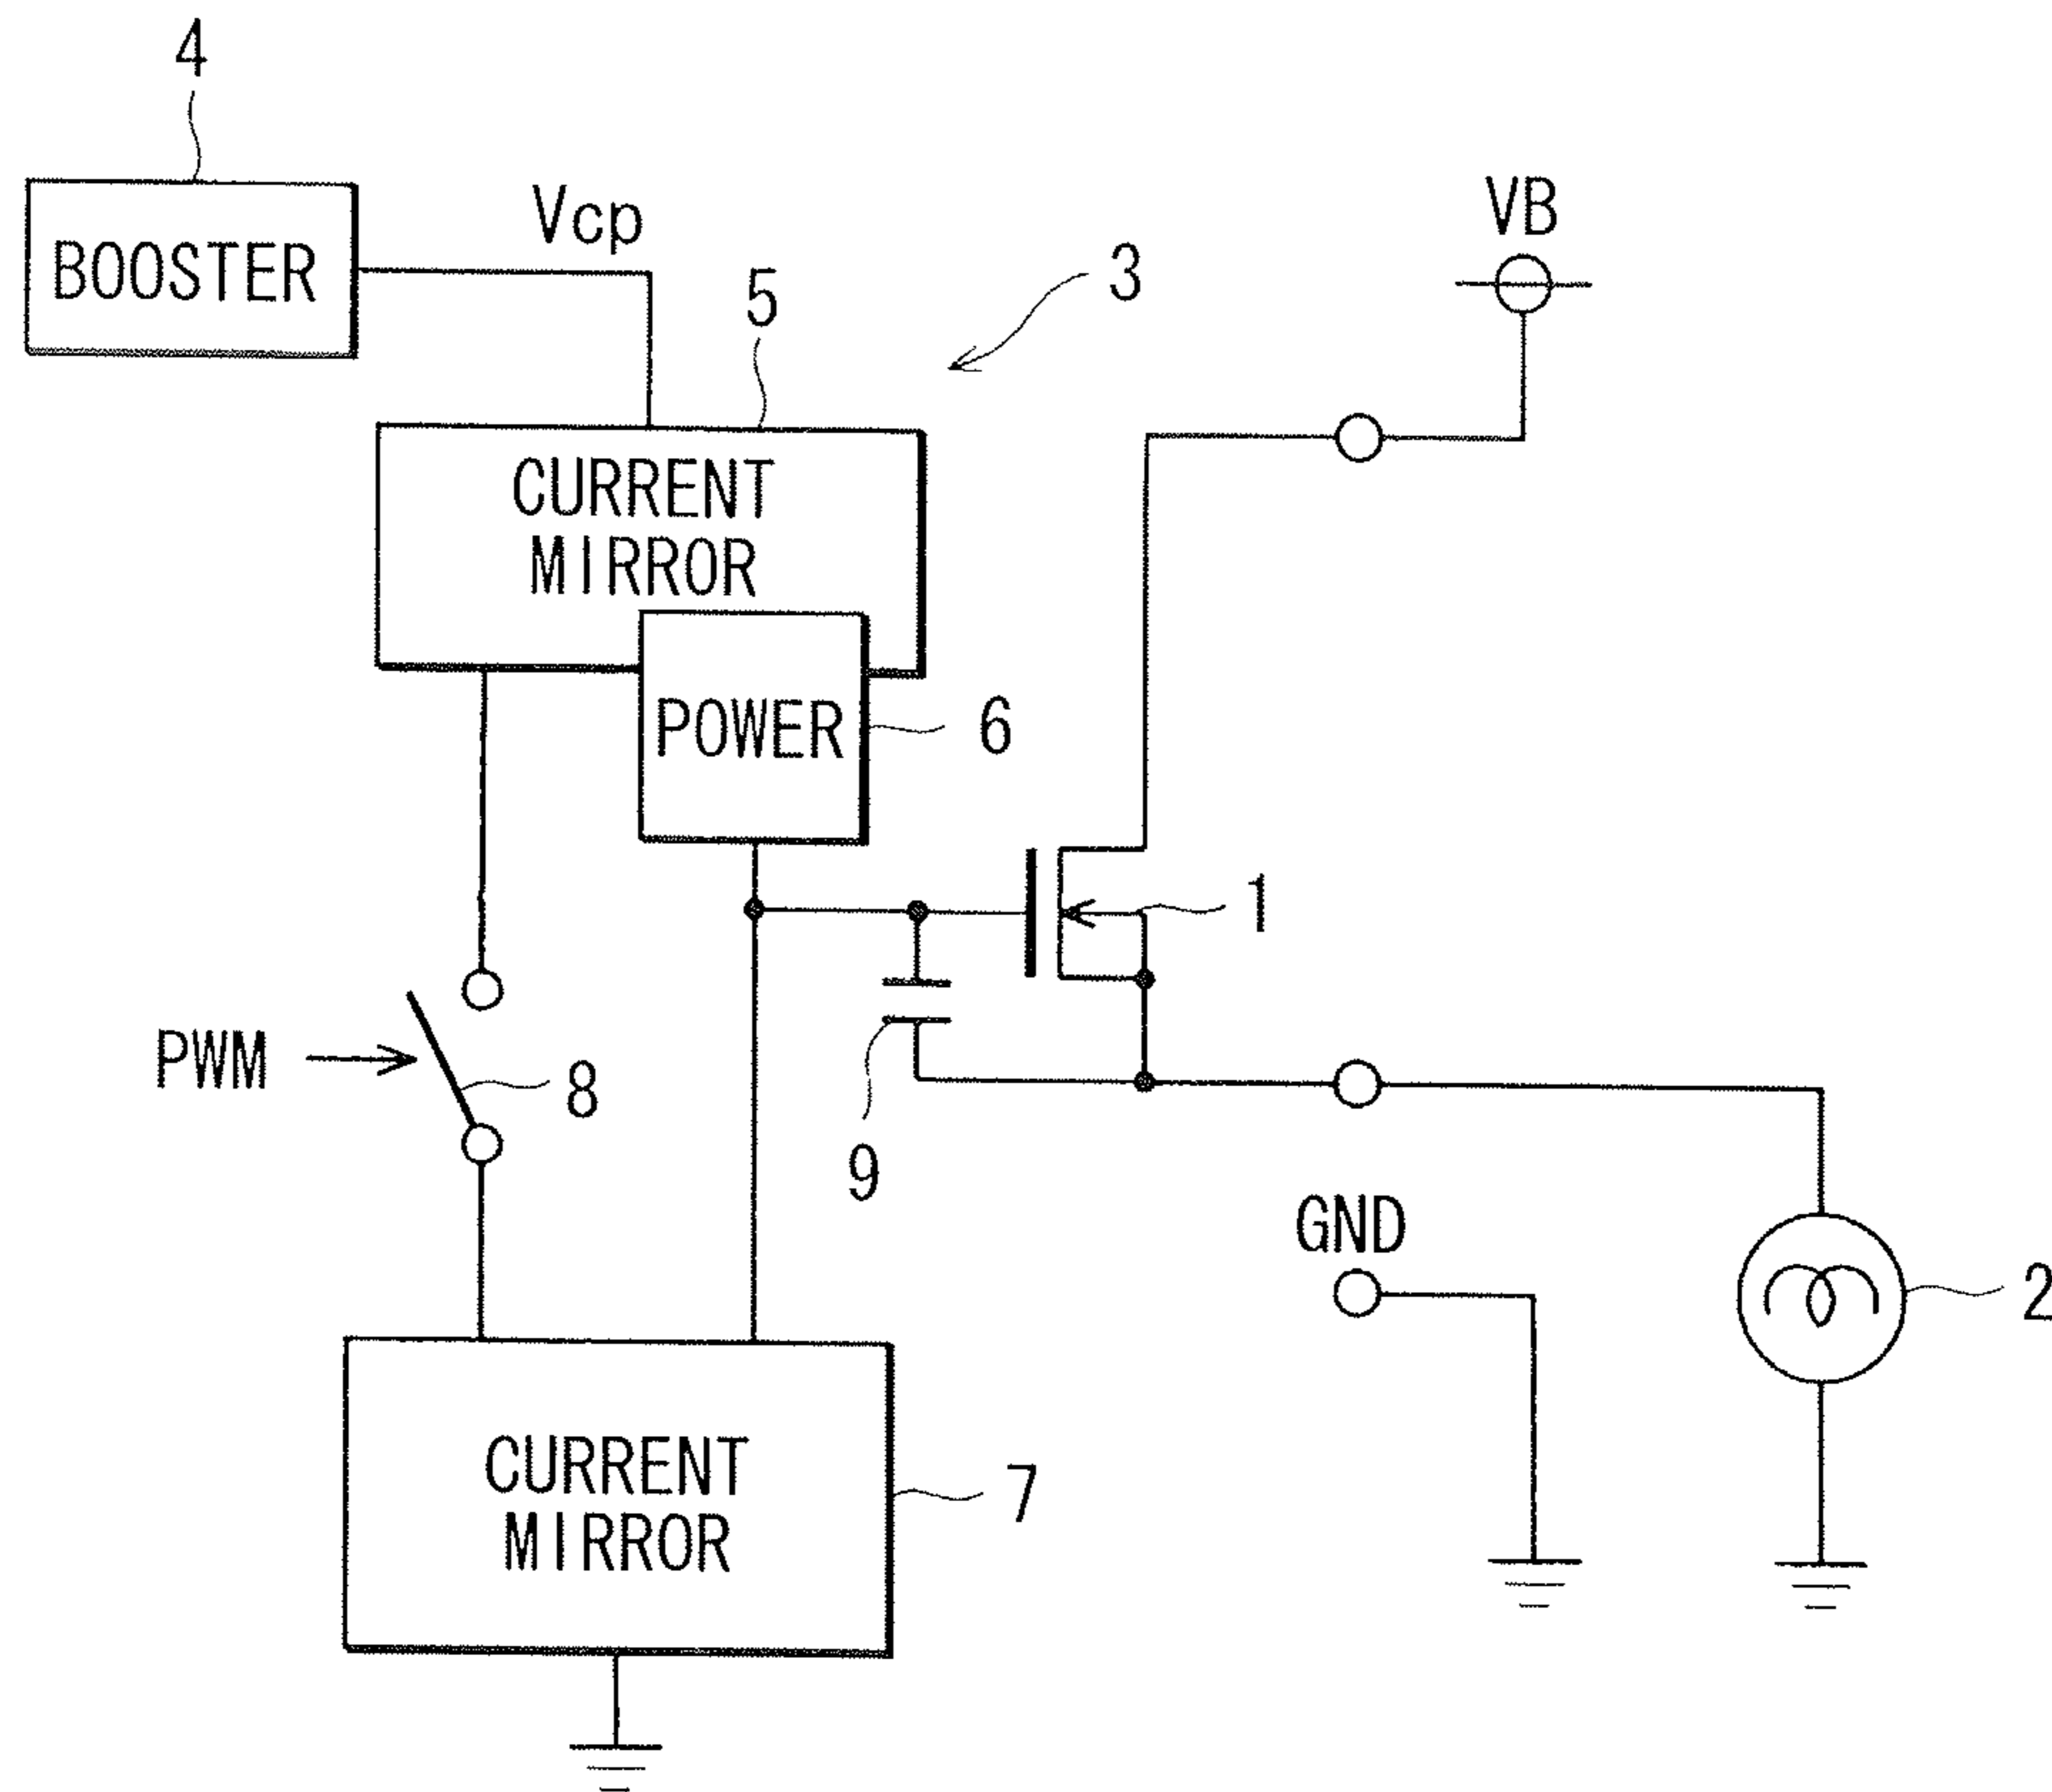 4
BOOSTER
Vcp
VB
3
5
CURRENT
MIRROR
POWER
6
1
PWM
8
9
GND
2
CURRENT
MIRROR
7